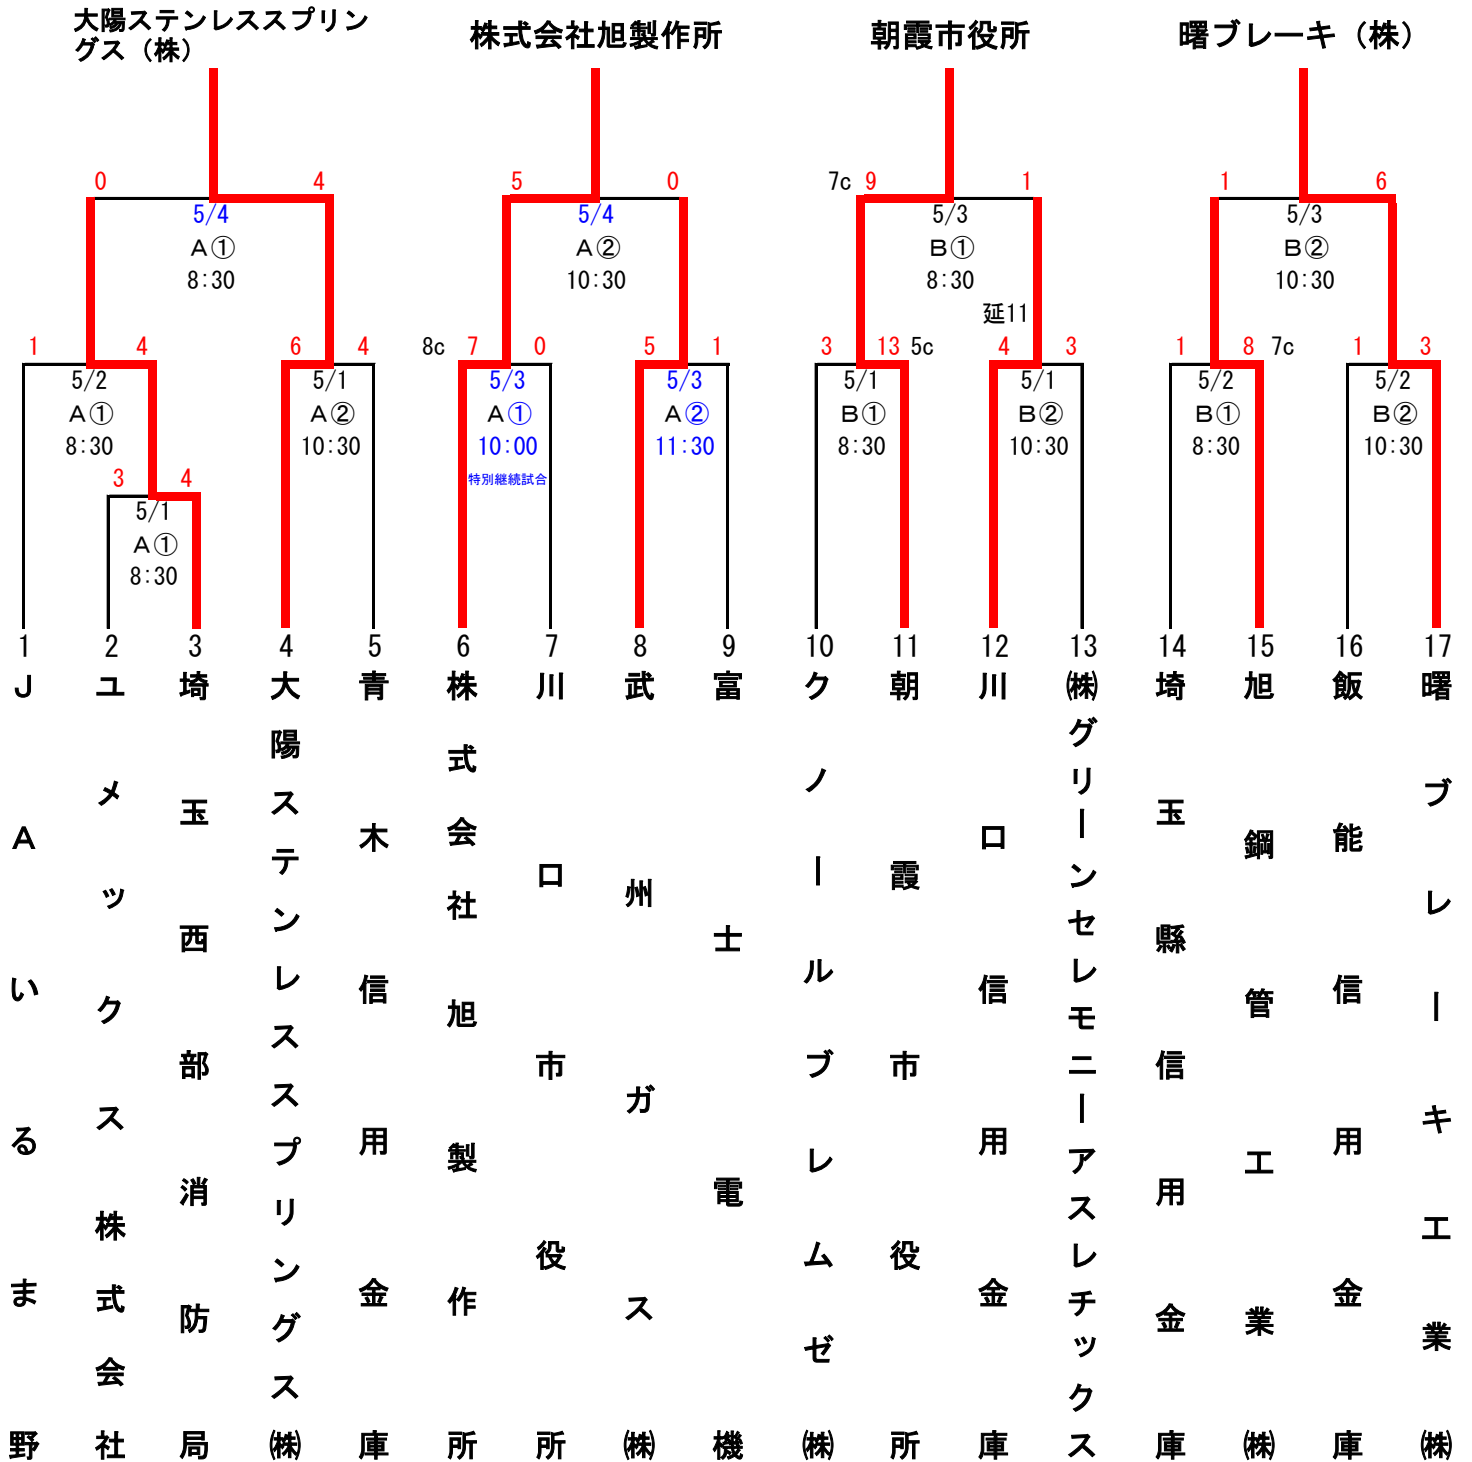 大陽ステンレススプリン
グス（株）
株式会社旭製作所
朝霞市役所
曙ブレーキ（株）
0 4
5 0
7c 9 1
1 6
5/4
5/4
5/3
5/3
A①
A②
B①
B②
8:30
10:30
8:30
10:30
延11
1 4
6 4
8c 7 0
5 1
3 13 5c
4 3
1 8 7c
1 3
5/2
5/1
5/3
5/3
5/1
5/1
5/2
5/2
A①
A②
A①
A②
B①
B②
B①
B②
8:30
10:30
10:00
11:30
8:30
10:30
8:30
10:30
特別継続試合
3 4
5/1
A①
8:30
1 2 3 4 5 6 7 8 9 10 11 12 13 14 15 16 17
JAいるま野
ユメックス株式会社
埼玉西部消防局
大陽ステンレススプリングス㈱
青木信用金庫
株式会社旭製作所
川口市役所
武州ガス㈱
富士電機
クノールブレムゼ㈱
朝霞市役所
川口信用金庫
㈱グリーンセレモニーアスレチックス
埼玉縣信用金庫
旭鋼管工業㈱
飯能信用金庫
曙ブレーキ工業㈱